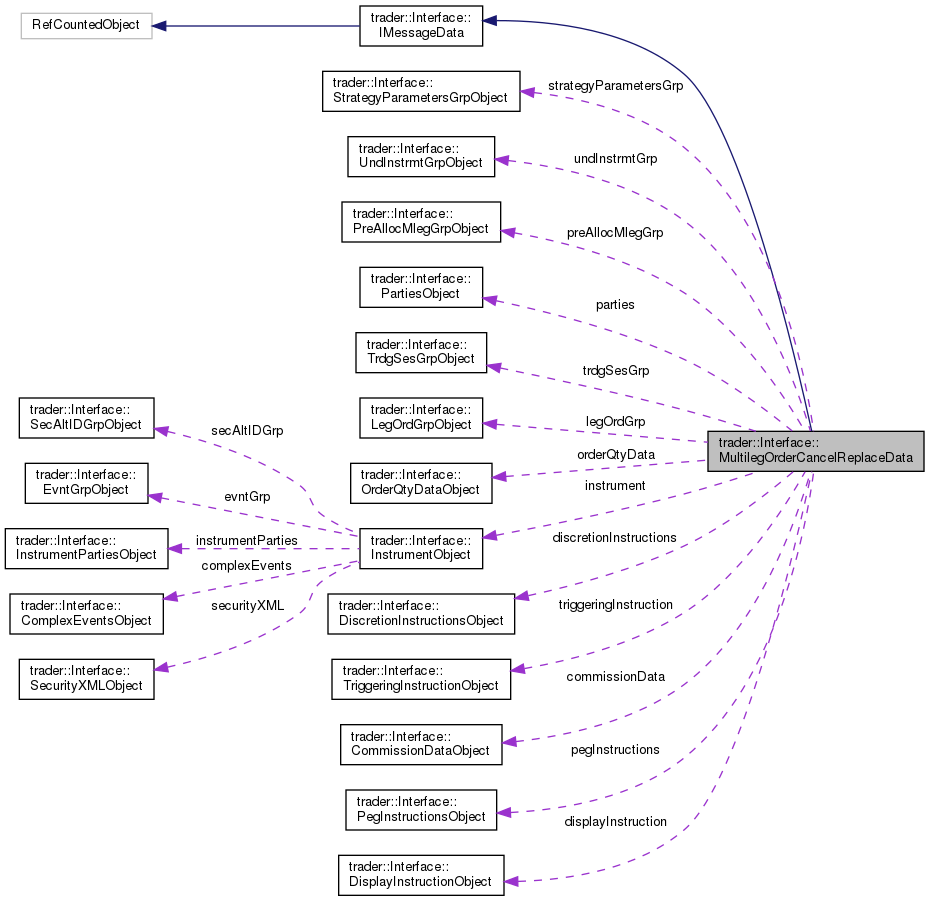 RefCountedObject
trader::Interface::
IMessageData
trader::Interface::
StrategyParametersGrpObject
strategyParametersGrp
trader::Interface::
UndInstrmtGrpObject
undInstrmtGrp
trader::Interface::
PreAllocMlegGrpObject
preAllocMlegGrp
trader::Interface::
PartiesObject
parties
trader::Interface::
TrdgSesGrpObject
trdgSesGrp
trader::Interface::
SecAltIDGrpObject
secAltIDGrp
trader::Interface::
LegOrdGrpObject
legOrdGrp
trader::Interface::
MultilegOrderCancelReplaceData
trader::Interface::
EvntGrpObject
evntGrp
trader::Interface::
OrderQtyDataObject
orderQtyData
instrument
trader::Interface::
InstrumentPartiesObject
instrumentParties
trader::Interface::
InstrumentObject
discretionInstructions
complexEvents
trader::Interface::
ComplexEventsObject
securityXML
trader::Interface::
DiscretionInstructionsObject
triggeringInstruction
trader::Interface::
SecurityXMLObject
trader::Interface::
TriggeringInstructionObject
commissionData
trader::Interface::
CommissionDataObject
pegInstructions
trader::Interface::
PegInstructionsObject
displayInstruction
trader::Interface::
DisplayInstructionObject